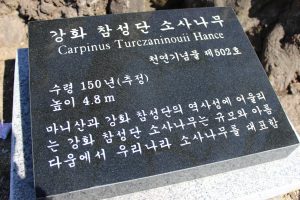 강화 참성단 소사나무
Carpinus Turczaninouii Hance
천연기념물 제502호
수령 150년(추정)
높이 4.8m
마니산과 강화 참성단의 역사성에 어울리
는 강화 참성단 소사나무는 규모와 아름
다움에서 우리나라 소사나무를 대표함